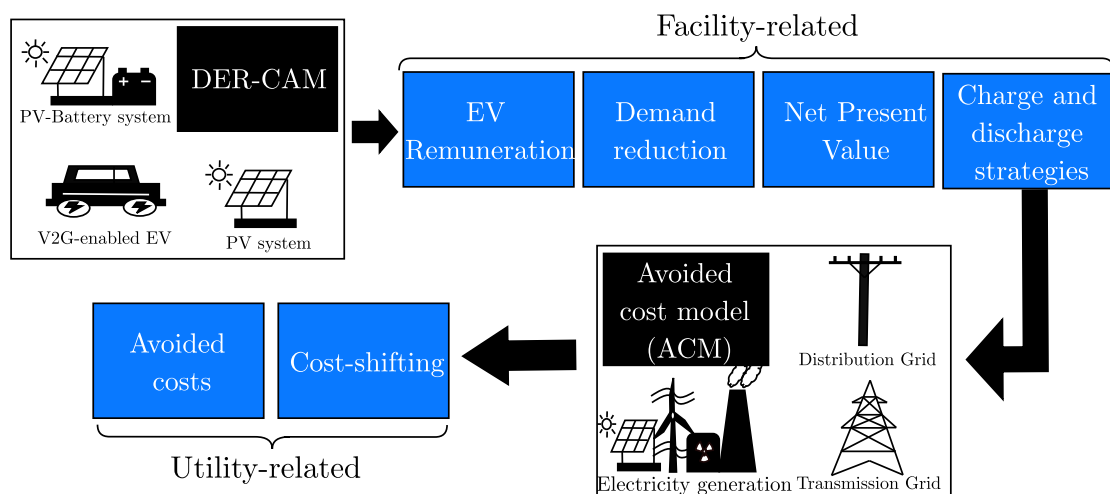 Facility-related
DER-CAM
+ −
PV-Battery system
V2G-enabled EV
PV system
EV
Remuneration
Demand
reduction
Net Present
Value
Charge and
discharge
strategies
Avoided
cost model
(ACM)
Distribution Grid
Electricity generation
Transmission Grid
Avoided
costs
Cost-shifting
Utility-related